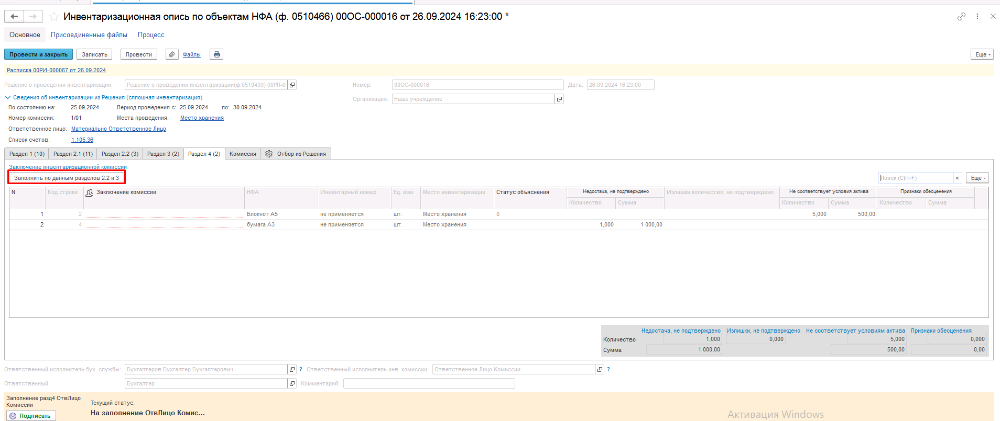 Инвентаризационная опись по объектам НФА (ф. 0510466) 00ОС-000016 от 26.09.2024 16:23:00 *
Основное Присоединенные файлы Процесс
Провести и закрыть Записать Провести Файлы Еще
Расписка 00РИ-000067 от 26.09.2024
Решение о проведении инвентаризации: Решение о проведении инвентаризации(ф.0510439) 00РП-0 Номер: 00ОС-000016 Дата: 26.09.2024 16:23:00
Сведения об инвентаризации из Решения (сплошная инвентаризация) Организация: Наше учреждение
По состоянию на: 25.09.2024 Период проведения с: 25.09.2024 по: 30.09.2024
Номер комиссии: 1/01 Места проведения: Место хранения
Ответственное лицо: Материально Ответственное Лицо
Список счетов: 1.105.36
Раздел 1 (10) Раздел 2.1 (11) Раздел 2.2 (3) Раздел 3 (2) Раздел 4 (2) Комиссия Отбор из Решения
Заключение инвентаризационной комиссии
Заполнить по данным разделов 2.2 и 3 Поиск (Ctrl+F) × Еще
N Код строки Заключение комиссии НФА Инвентарный номер Ед. изм. Место инвентаризации Статус объяснения Недостача, не подтверждено Излишки количество, не подтверждено Не соответствует условия актива Признаки обесценения
Количество Сумма Количество Сумма Количество Сумма
1 2 Блокнот А5 не применяется шт. Место хранения 0 5,000 500,00
2 4 бумага А3 не применяется шт. Место хранения 1,000 1 000,00
Недостача, не подтверждено Излишки, не подтверждено Не соответствует условиям актива Признаки обесценения
Количество 1,000 0,000 5,000 0,000
Сумма 1 000,00 500,00 0,00
Ответственный исполнитель бух. службы: Бухгалтеров Бухгалтер Бухгалтерович ? Ответственный исполнитель инв. комиссии: Ответственное Лицо Комиссии ?
Ответственный: Бухгалтер Комментарий:
Заполнение разд4 ОтвЛицо
Комиссии
Текущий статус:
Подписать На заполнение ОтвЛицо Комис...
Активация Windows